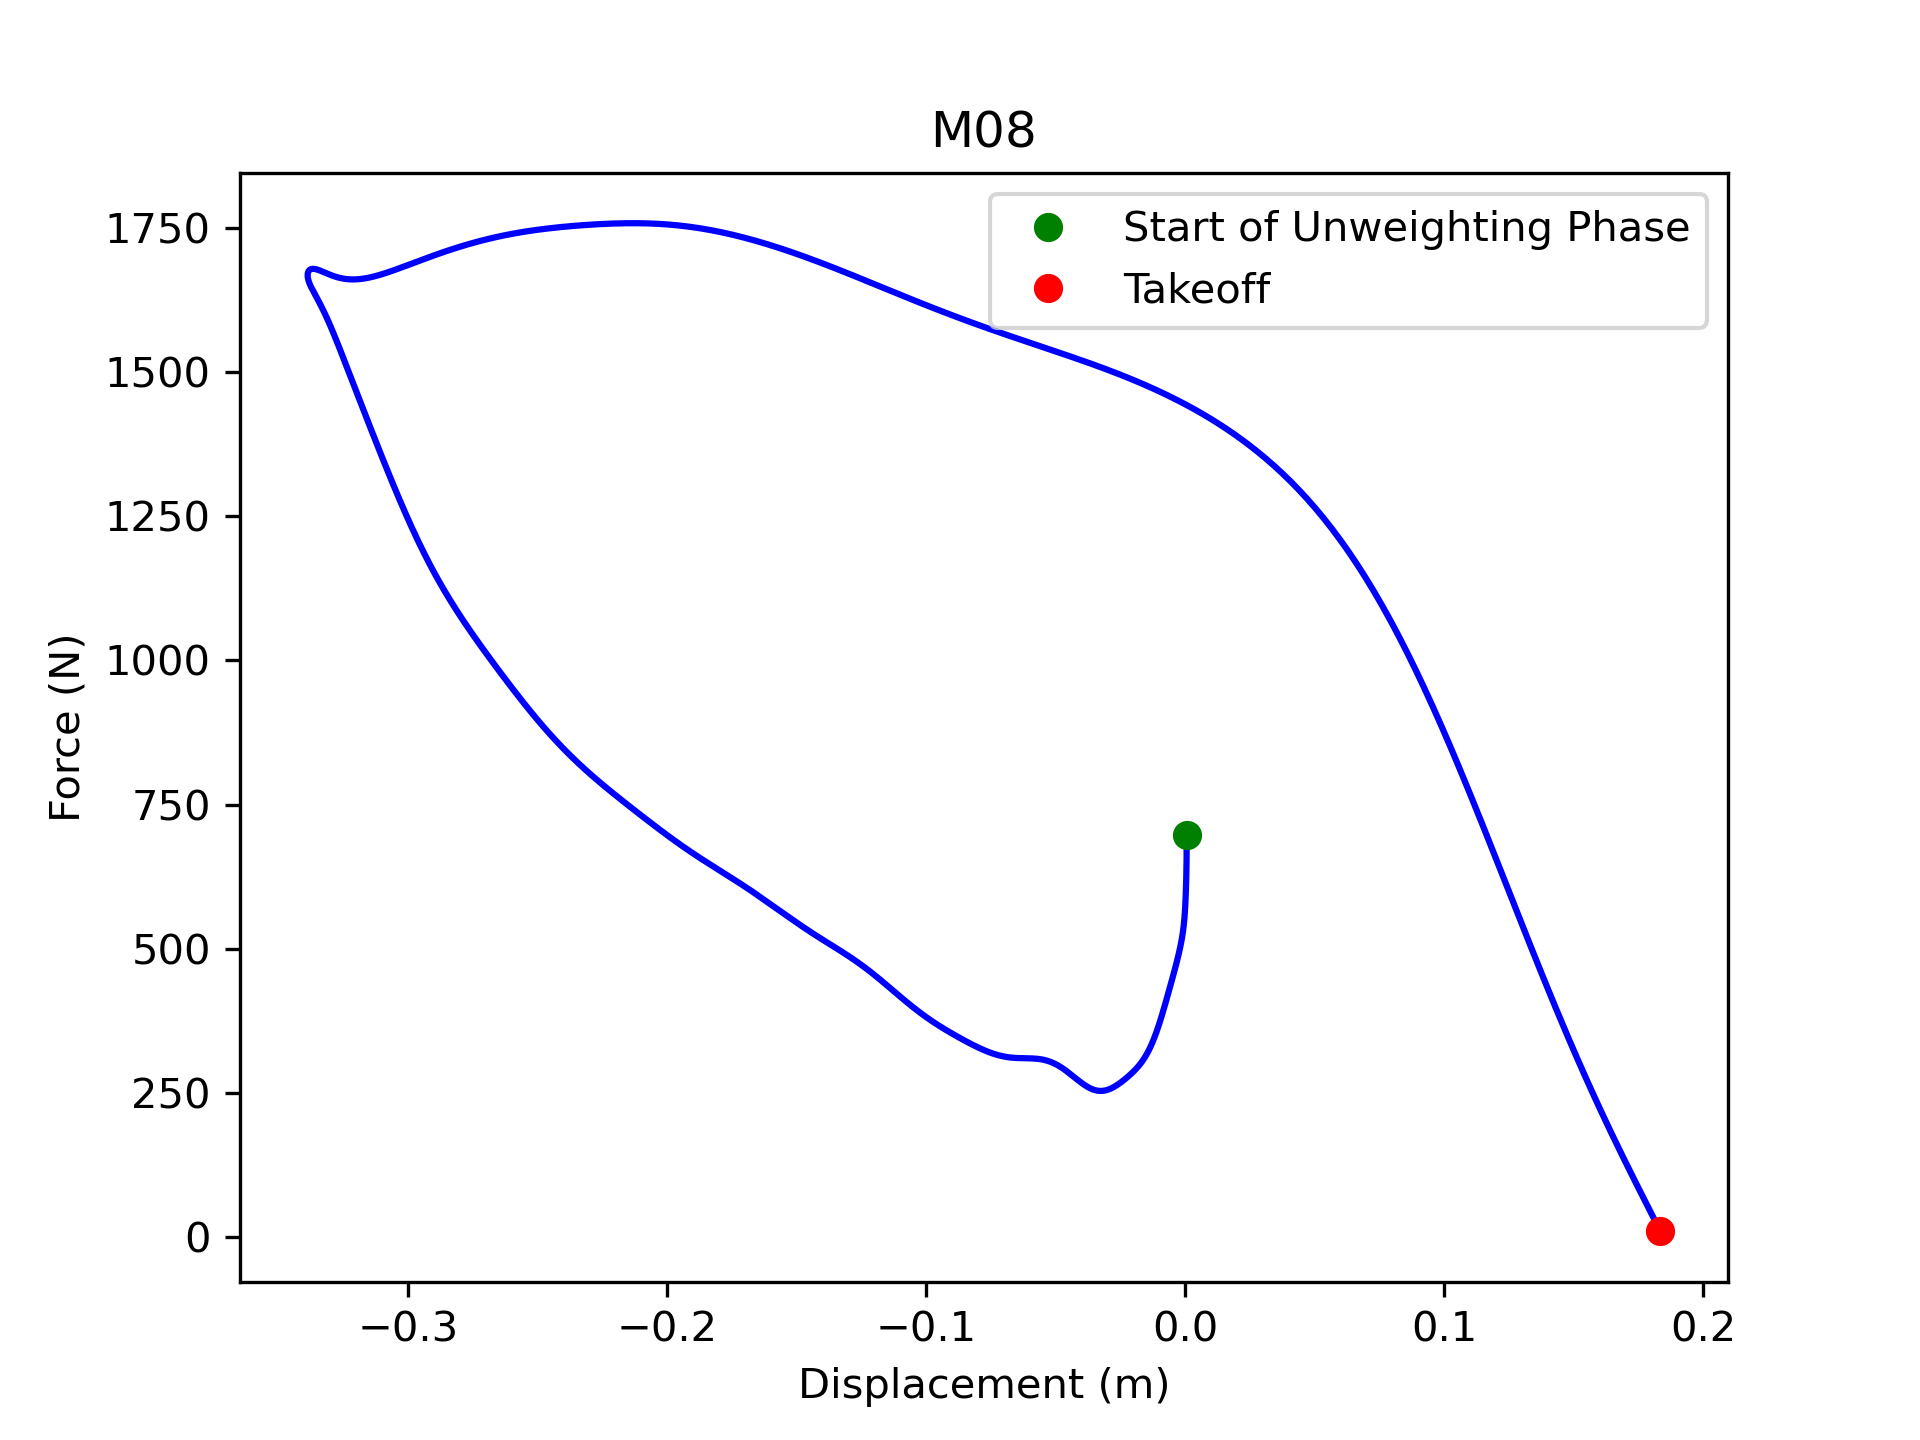 M08
Start of Unweighting Phase
Takeoff
1750
1500
1250
1000
750
500
250
0
Force (N)
−0.3 −0.2 −0.1 0.0 0.1 0.2
Displacement (m)